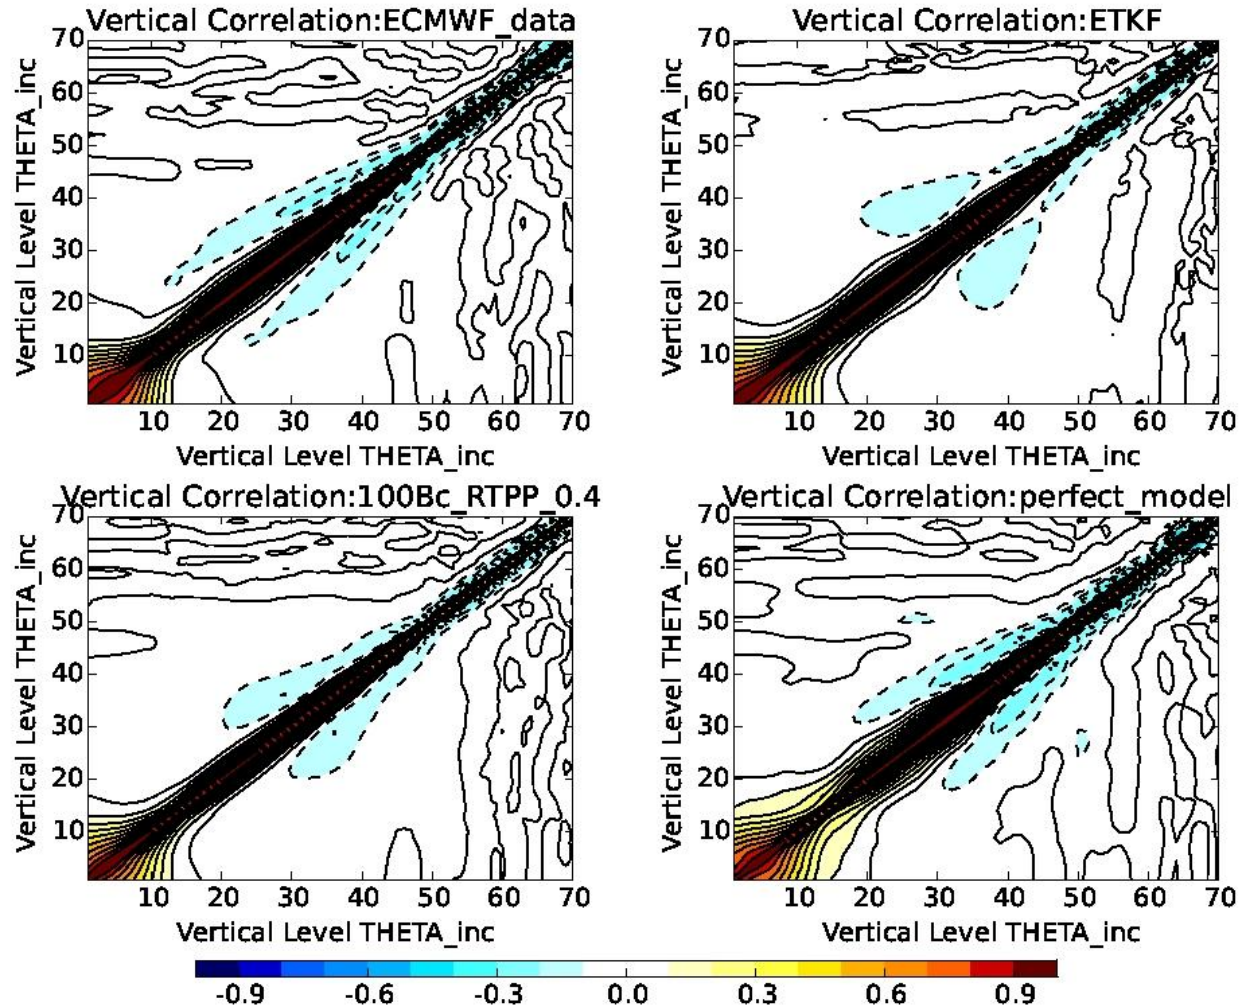 Vertical Correlation:ECMWF_data
Vertical Level THETA_inc
70
60
50
40
30
20
10
10 20 30 40 50 60 70
Vertical Level THETA_inc
Vertical Correlation:ETKF
Vertical Level THETA_inc
70
60
50
40
30
20
10
10 20 30 40 50 60 70
Vertical Level THETA_inc
Vertical Correlation:100Bc_RTPP_0.4
Vertical Level THETA_inc
70
60
50
40
30
20
10
10 20 30 40 50 60 70
Vertical Level THETA_inc
Vertical Correlation:perfect_model
Vertical Level THETA_inc
70
60
50
40
30
20
10
10 20 30 40 50 60 70
Vertical Level THETA_inc
-0.9 -0.6 -0.3 0.0 0.3 0.6 0.9